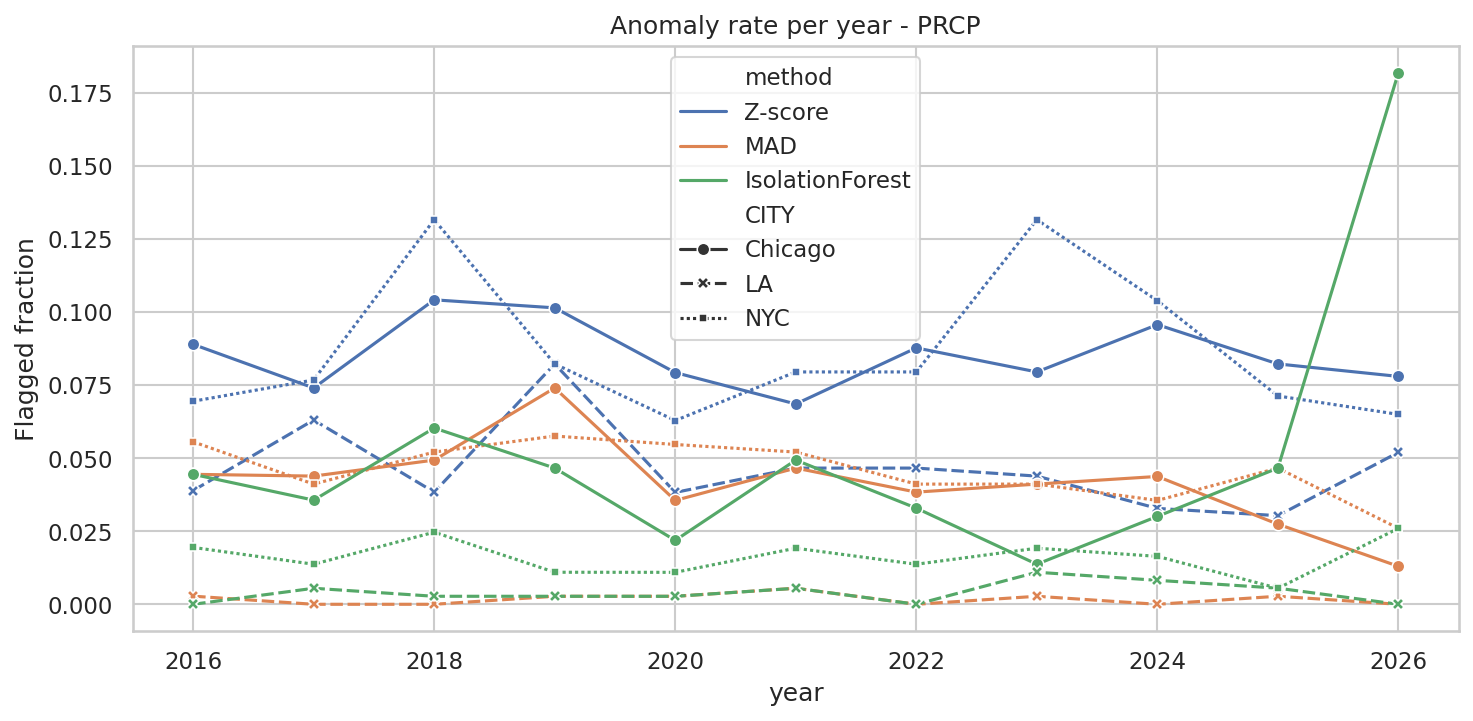 Anomaly rate per year - PRCP
Flagged fraction
0.175
0.150
0.125
0.100
0.075
0.050
0.025
0.000
method
Z-score
MAD
IsolationForest
CITY
Chicago
LA
NYC
2016
2018
2020
2022
2024
2026
year